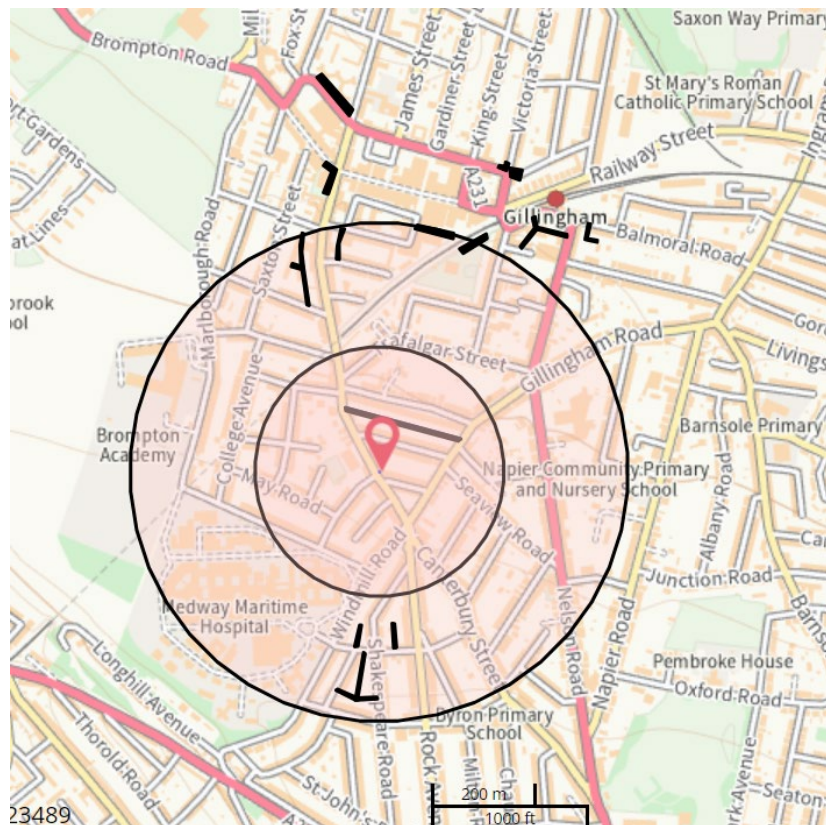 Saxon Way Primary
Brompton Road
Fox St
James Street
Gardiner Street
King Street
Victoria Street
St Mary's Roman
Catholic Primary School
Railway Street
A231
Gillingham
Balmoral Road
Marlborough Road
Saxton Street
Trafalgar Street
Gillingham Road
College Avenue
Brompton
Academy
Barnsole Primary
Napier Community Primary
and Nursery School
May Road
Seaview Road
Albany Road
Windmill Road
Canterbury Street
Junction Road
Medway Maritime
Hospital
Nelson Road
Napier Road
Shakespeare Road
Longhill Avenue
Pembroke House
Oxford Road
Thorold Road
Byron Primary
School
St John's
200 m
1000 ft
23489